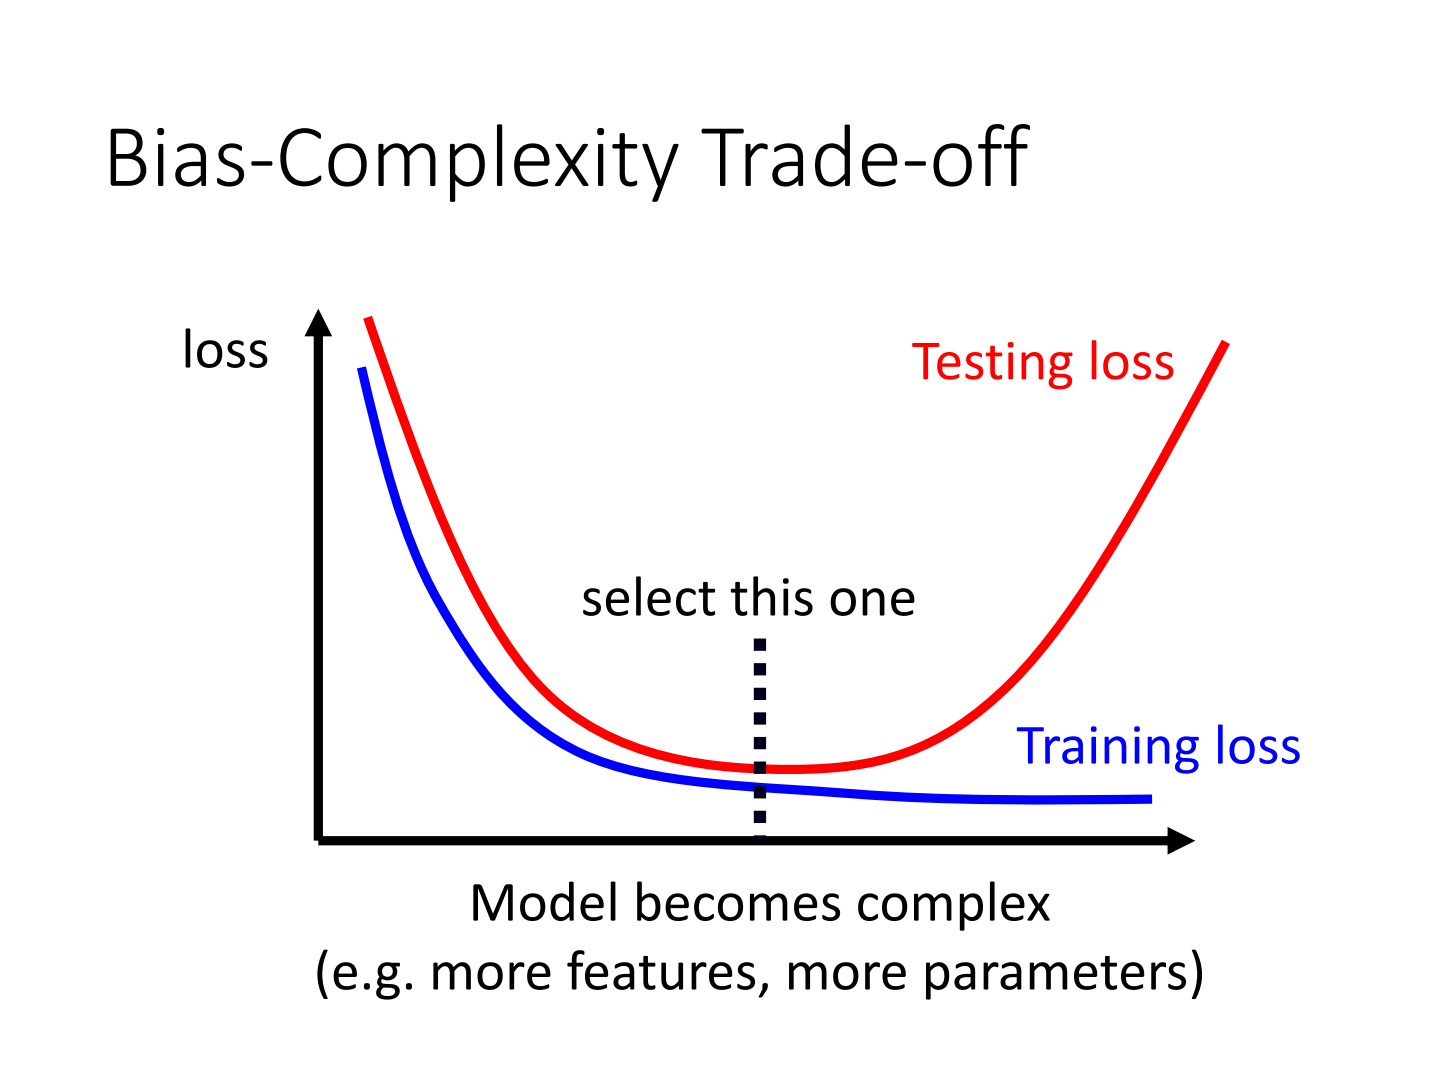 Bias-Complexity Trade-off
loss
Testing loss
select this one
Training loss
Model becomes complex
(e.g. more features, more parameters)